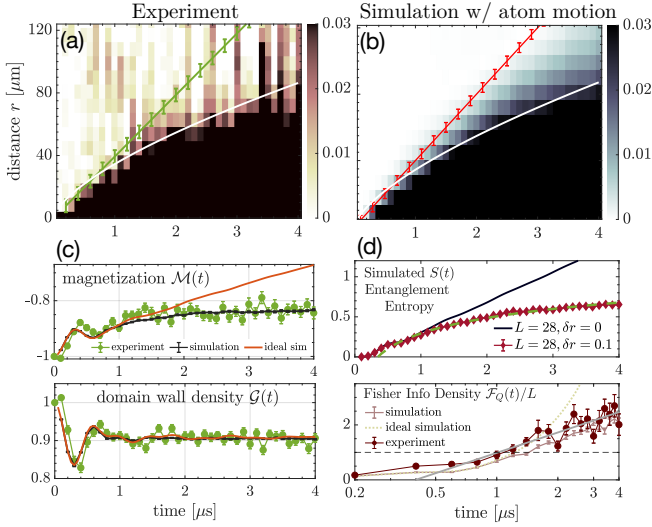 Experiment
Simulation w/ atom motion
(a)
(b)
distance r [μm]
120
80
40
0
1
2
3
4
0.03
0.02
0.01
0
1
2
3
4
0.03
0.02
0.01
0
(c)
magnetization M(t)
-0.8
-1
experiment
simulation
ideal sim
domain wall density G(t)
1
0.9
0.8
0
1
2
3
4
time [μs]
(d)
Simulated S(t)
Entanglement
Entropy
1
0.5
0
L = 28, δr = 0
L = 28, δr = 0.1
0
1
2
3
4
Fisher Info Density F_Q(t)/L
simulation
ideal simulation
experiment
2
0
0.2
0.5
1
2
3
4
time [μs]